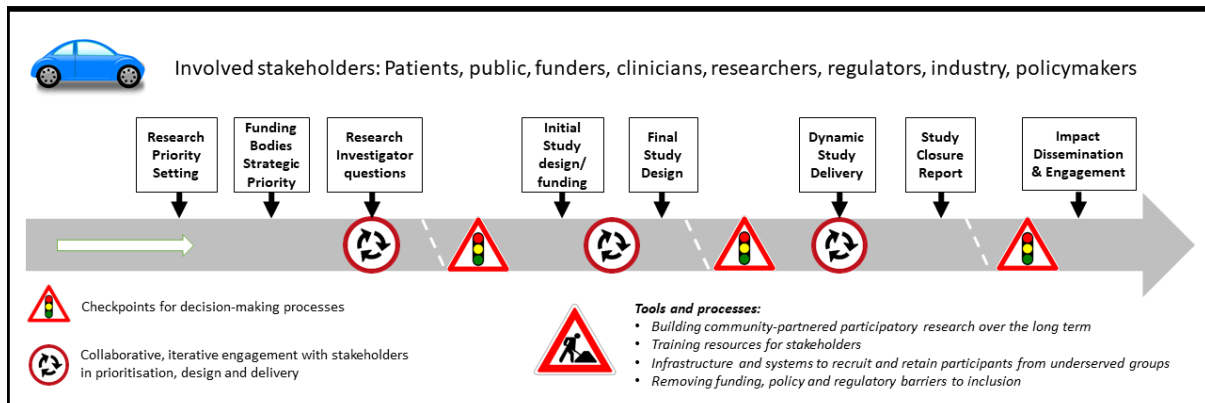 Involved stakeholders: Patients, public, funders, clinicians, researchers, regulators, industry, policymakers
Research
Priority
Setting
Funding
Bodies
Strategic
Priority
Research
Investigator
questions
Initial
Study
design/
funding
Final
Study
Design
Dynamic
Study
Delivery
Study
Closure
Report
Impact
Dissemination
& Engagement
Checkpoints for decision-making processes
Collaborative, iterative engagement with stakeholders
in prioritisation, design and delivery
Tools and processes:
• Building community-partnered participatory research over the long term
• Training resources for stakeholders
• Infrastructure and systems to recruit and retain participants from underserved groups
• Removing funding, policy and regulatory barriers to inclusion